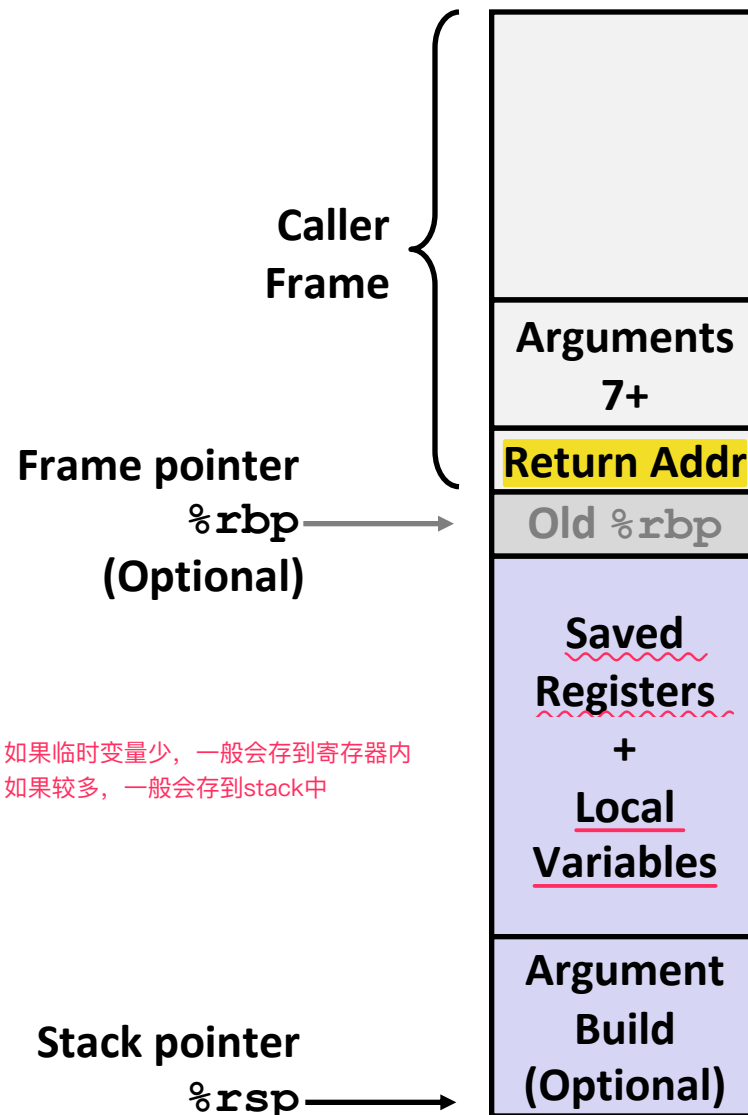 Caller
Frame
Arguments
7+
Return Addr
Frame pointer
%rbp
(Optional)
Old %rbp
Saved
Registers
+
Local
Variables
如果临时变量少，一般会存到寄存器内
如果较多，一般会存到stack中
Argument
Build
(Optional)
Stack pointer
%rsp